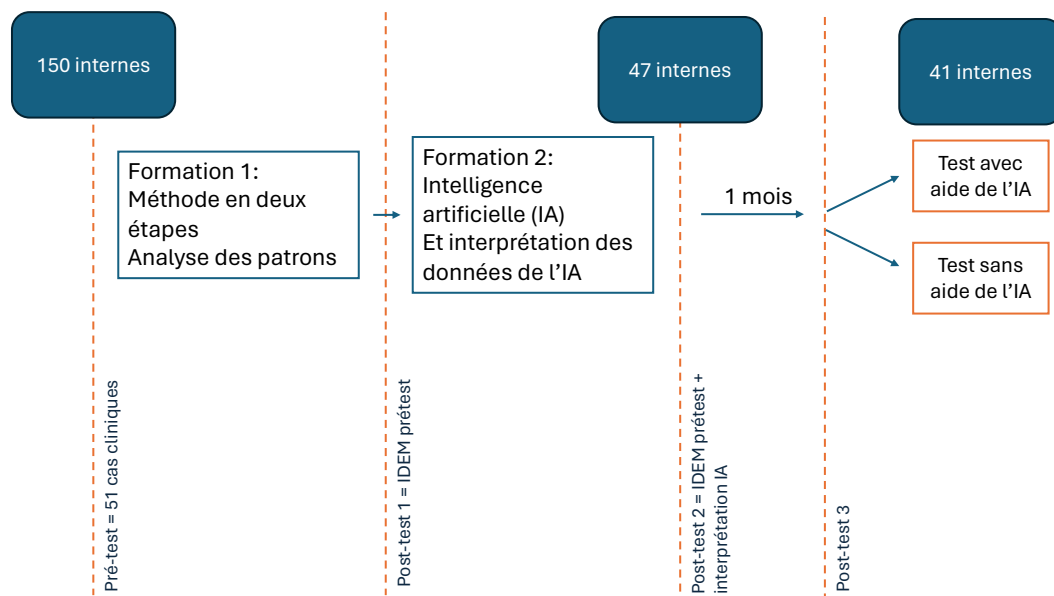 150 internes
47 internes
41 internes
Formation 1:
Méthode en deux
étapes
Analyse des patrons
Formation 2:
Intelligence
artificielle (IA)
Et interprétation des
données de l'IA
1 mois
Test avec
aide de l'IA
Test sans
aide de l'IA
Pré-test = 51 cas cliniques
Post-test 1 = IDEM prétest
Post-test 2 = IDEM prétest +
interprétation IA
Post-test 3